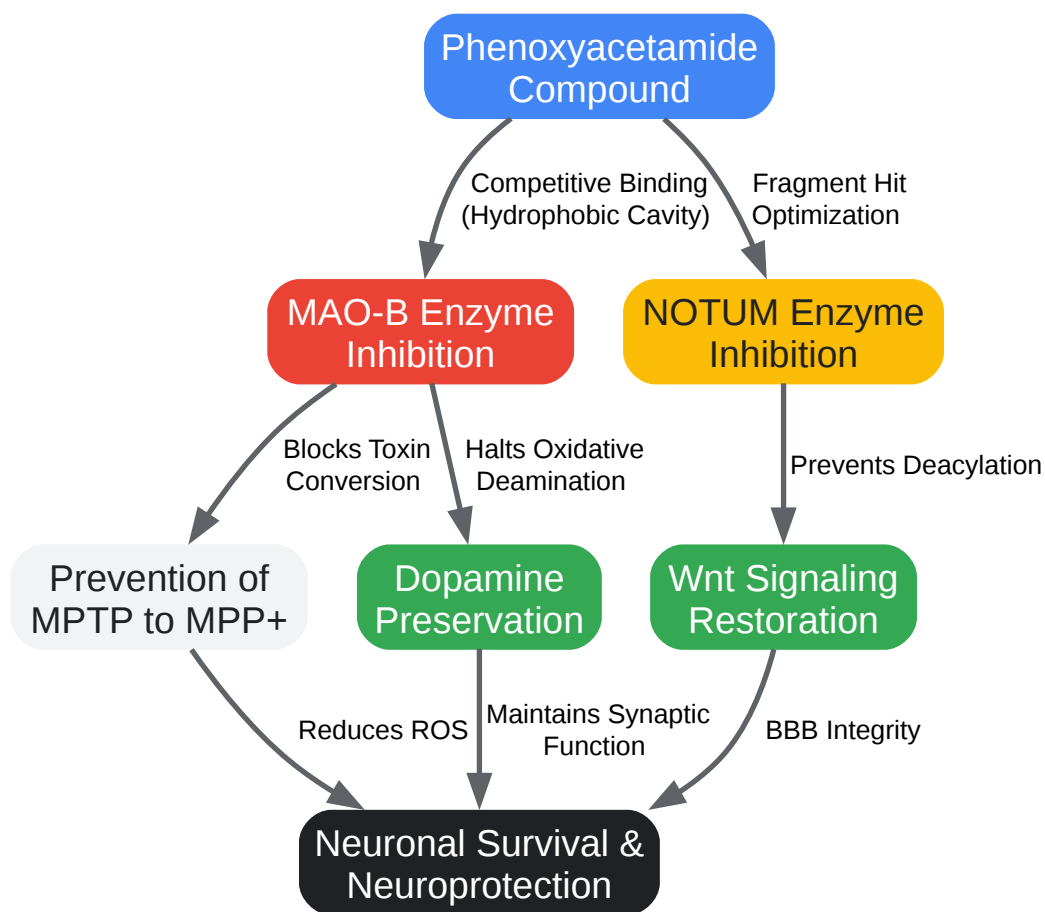 Phenoxyacetamide
Compound
Competitive Binding
(Hydrophobic Cavity)
Fragment Hit
Optimization
MAO-B Enzyme
Inhibition
NOTUM Enzyme
Inhibition
Blocks Toxin
Conversion
Halts Oxidative
Deamination
Prevents Deacylation
Prevention of
MPTP to MPP+
Dopamine
Preservation
Wnt Signaling
Restoration
Reduces ROS
Maintains Synaptic
Function
BBB Integrity
Neuronal Survival &
Neuroprotection